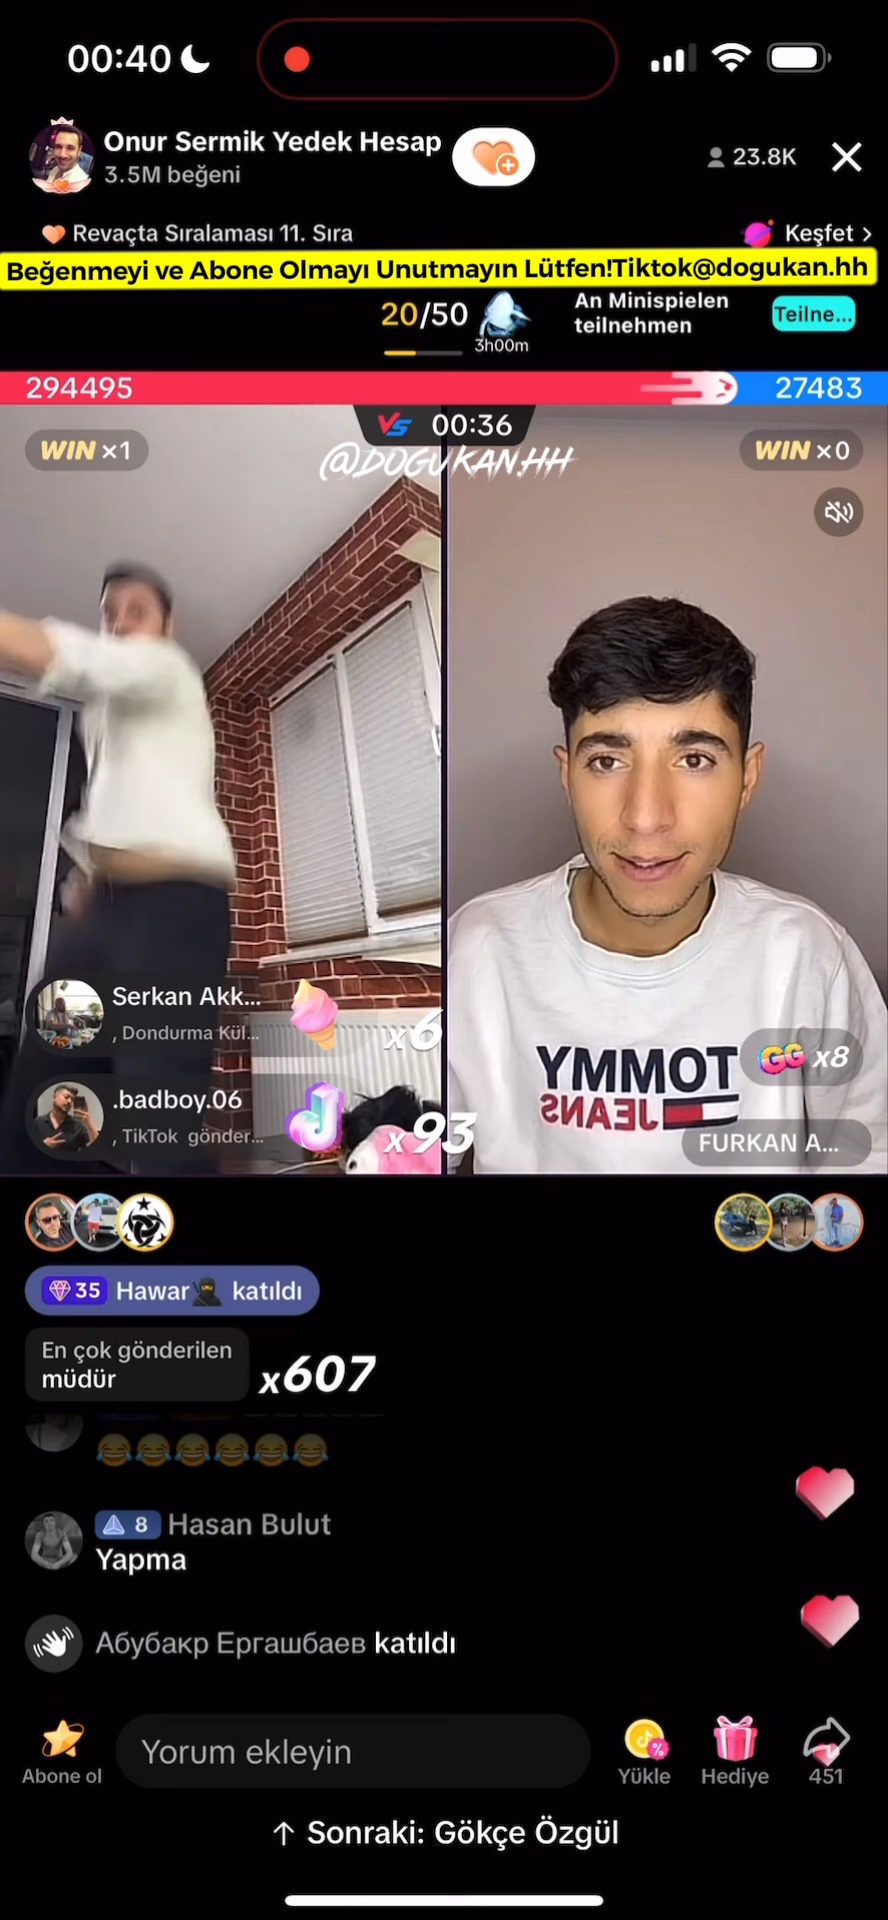 00:40
Onur Sermik Yedek Hesap
3.5M beğeni
23.8K
Revaçta Sıralaması 11. Sıra
Keşfet >
Beğenmeyi ve Abone Olmayı Unutmayın Lütfen!Tiktok@dogukan.hh
20/50
3h00m
An Minispielen
teilnehmen
Teilne...
294495
27483
VS 00:36
WIN x1
WIN x0
@DOGUKAN.HH
Serkan Akk...
, Dondurma Kül...
x6
.badboy.06
, TikTok gönder...
x93
TOMMY
JEANS
GG x8
FURKAN A...
35 Hawar katıldı
En çok gönderilen
müdür
x607
😂😂😂😂😂😂
8 Hasan Bulut
Yapma
Абубакр Ергашбаев katıldı
Abone ol
Yorum ekleyin
Yükle
Hediye
451
↑ Sonraki: Gökçe Özgül